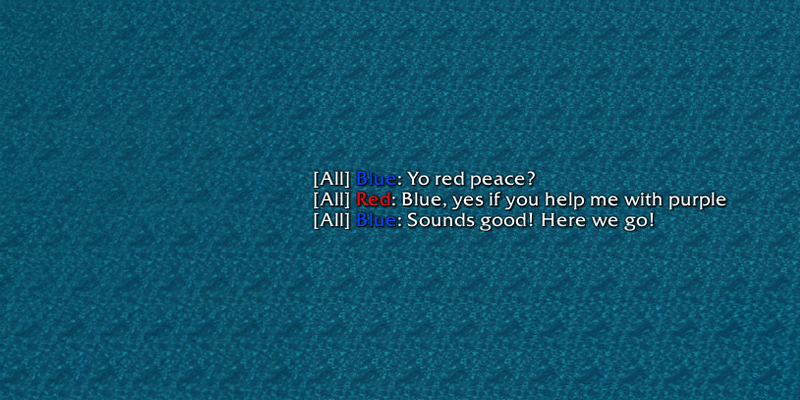 [All] Blue: Yo red peace?
[All] Red: Blue, yes if you help me with purple
[All] Blue: Sounds good! Here we go!